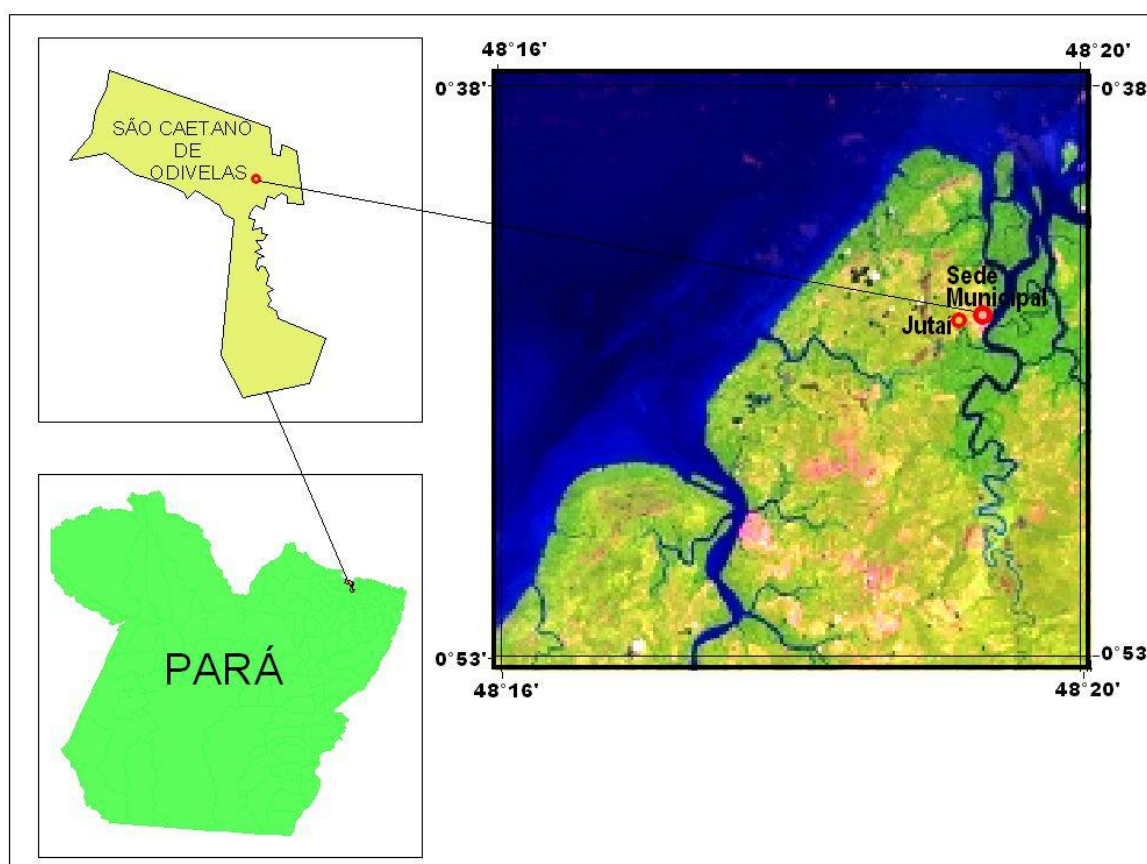 SÃO CAETANO
DE
ODIVELAS
PARÁ
48°16'
48°20'
0°38'
0°38'
Sede
Municipal
Jutaí
0°53'
0°53'
48°16'
48°20'